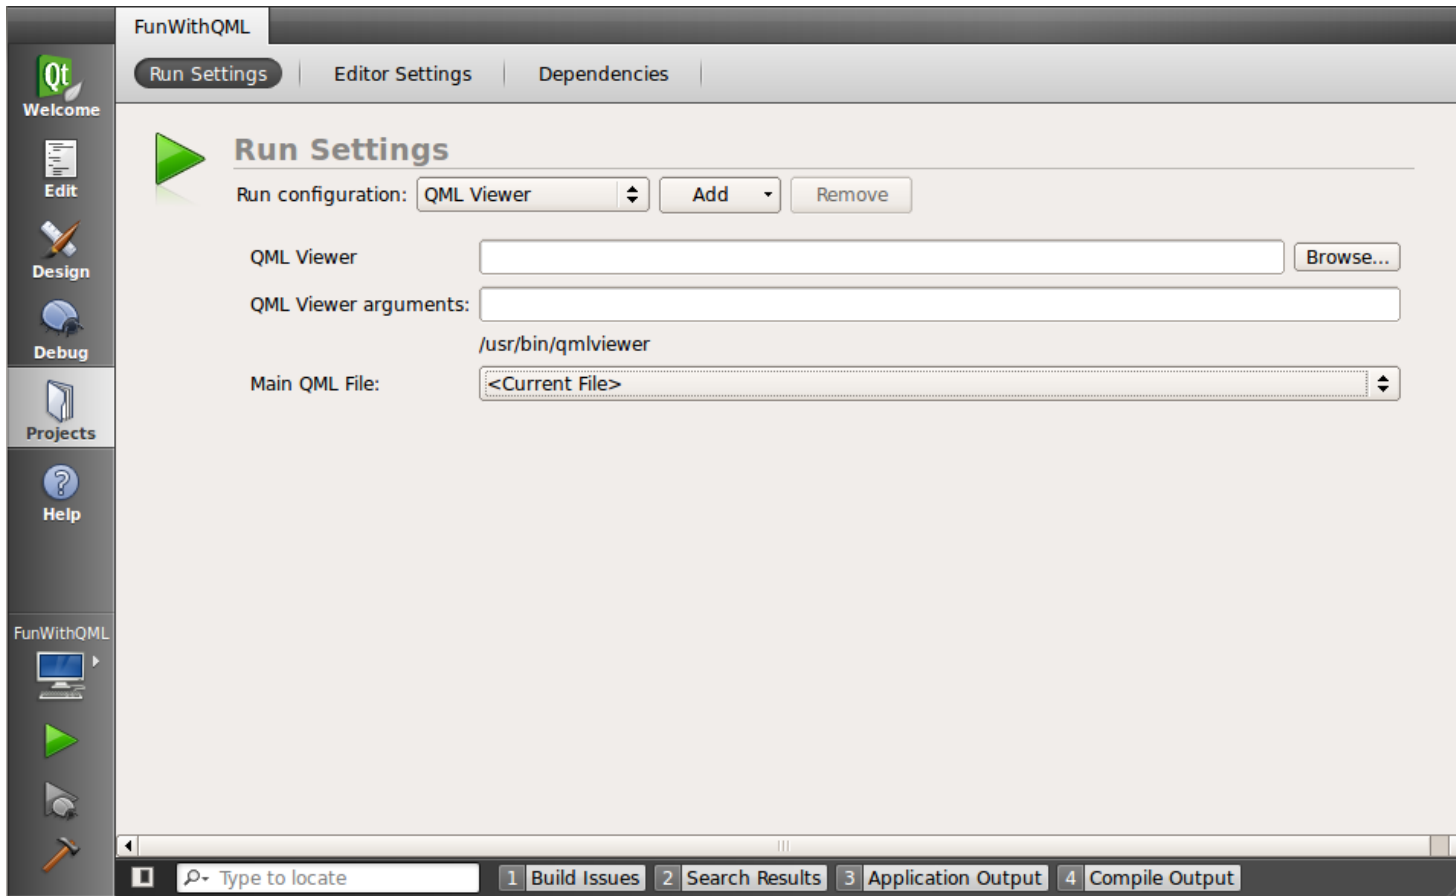 FunWithQML
Run Settings
Editor Settings
Dependencies
Qt
Welcome
Edit
Design
Debug
Projects
Help
FunWithQML
Run Settings
Run configuration: QML Viewer Add Remove
QML Viewer Browse...
QML Viewer arguments:
/usr/bin/qmlviewer
Main QML File: <Current File>
Type to locate
1 Build Issues 2 Search Results 3 Application Output 4 Compile Output